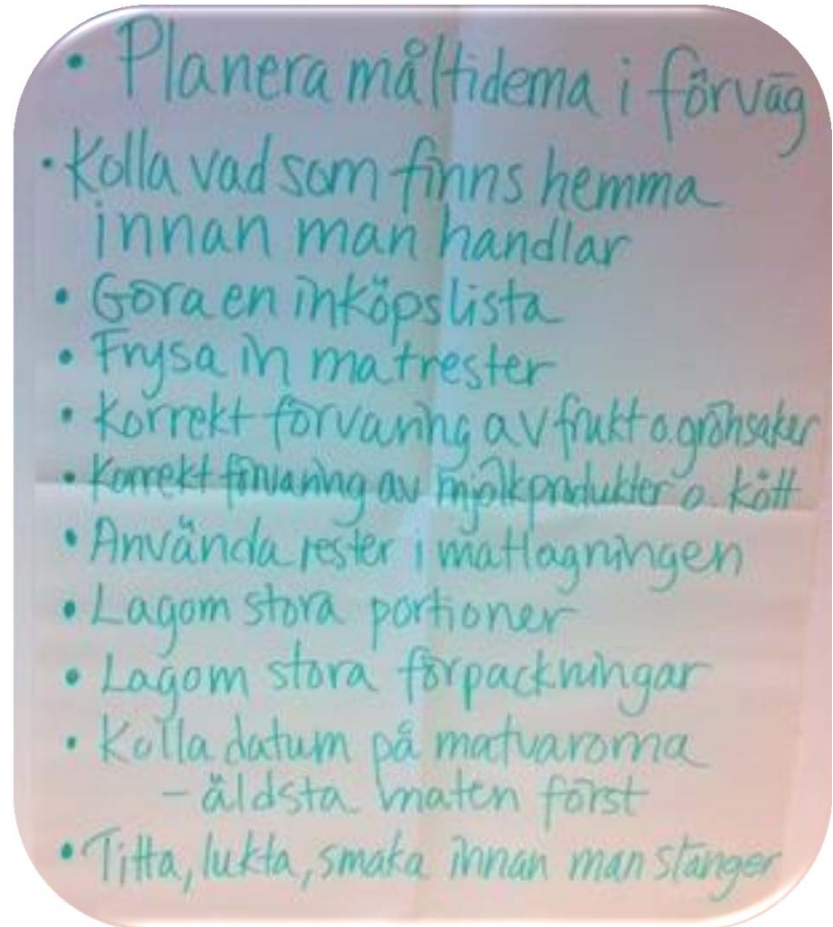 • Planera måltiderna i förväg
• Kolla vad som finns hemma
innan man handlar
• Göra en inköpslista
• Frysa in matrester
• Korrekt förvaring av frukt o. grönsaker
• Korrekt förvaring av mjölkprodukter o. kött
• Använda rester i matlagningen
• Lagom stora portioner
• Lagom stora förpackningar
• Kolla datum på matvarorna
- äldsta maten först
• Titta, lukta, smaka innan man slänger